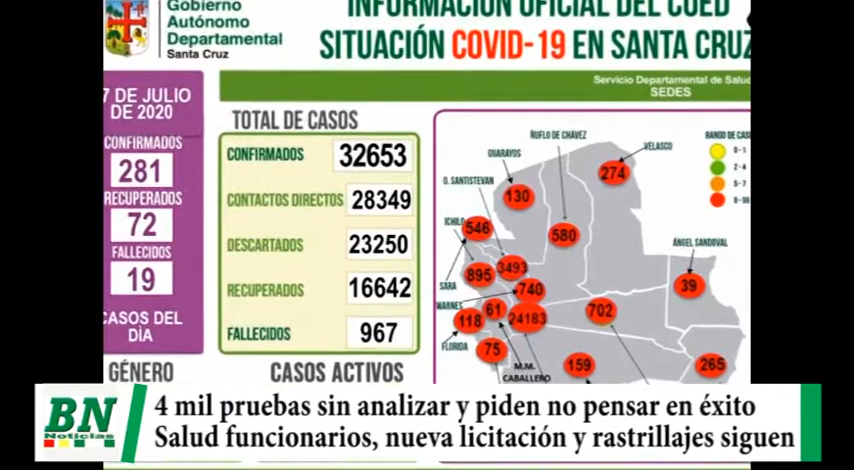 Gobierno
Autónomo
Departamental
Santa Cruz
INFORMACIÓN OFICIAL DEL COED
SITUACIÓN COVID-19 EN SANTA CRUZ
Servicio Departamental de Salud
SEDES
7 DE JULIO
DE 2020
CONFIRMADOS
281
RECUPERADOS
72
FALLECIDOS
19
CASOS DEL
DÍA
GÉNERO
TOTAL DE CASOS
CONFIRMADOS 32653
CONTACTOS DIRECTOS 28349
DESCARTADOS 23250
RECUPERADOS 16642
FALLECIDOS 967
CASOS ACTIVOS
ÑUFLO DE CHÁVEZ
VELASCO
GUARAYOS
O. SANTISTEVAN
ICHILO
SARA
WARNES
FLORIDA
M.M.
CABALLERO
ÁNGEL SANDOVAL
274
130
546
580
3493
895
740
39
61
118
24183
702
75
159
265
RANGO DE CASO
0-1
2-4
5-7
BN
Noticias
4 mil pruebas sin analizar y piden no pensar en éxito
Salud funcionarios, nueva licitación y rastrillajes siguen